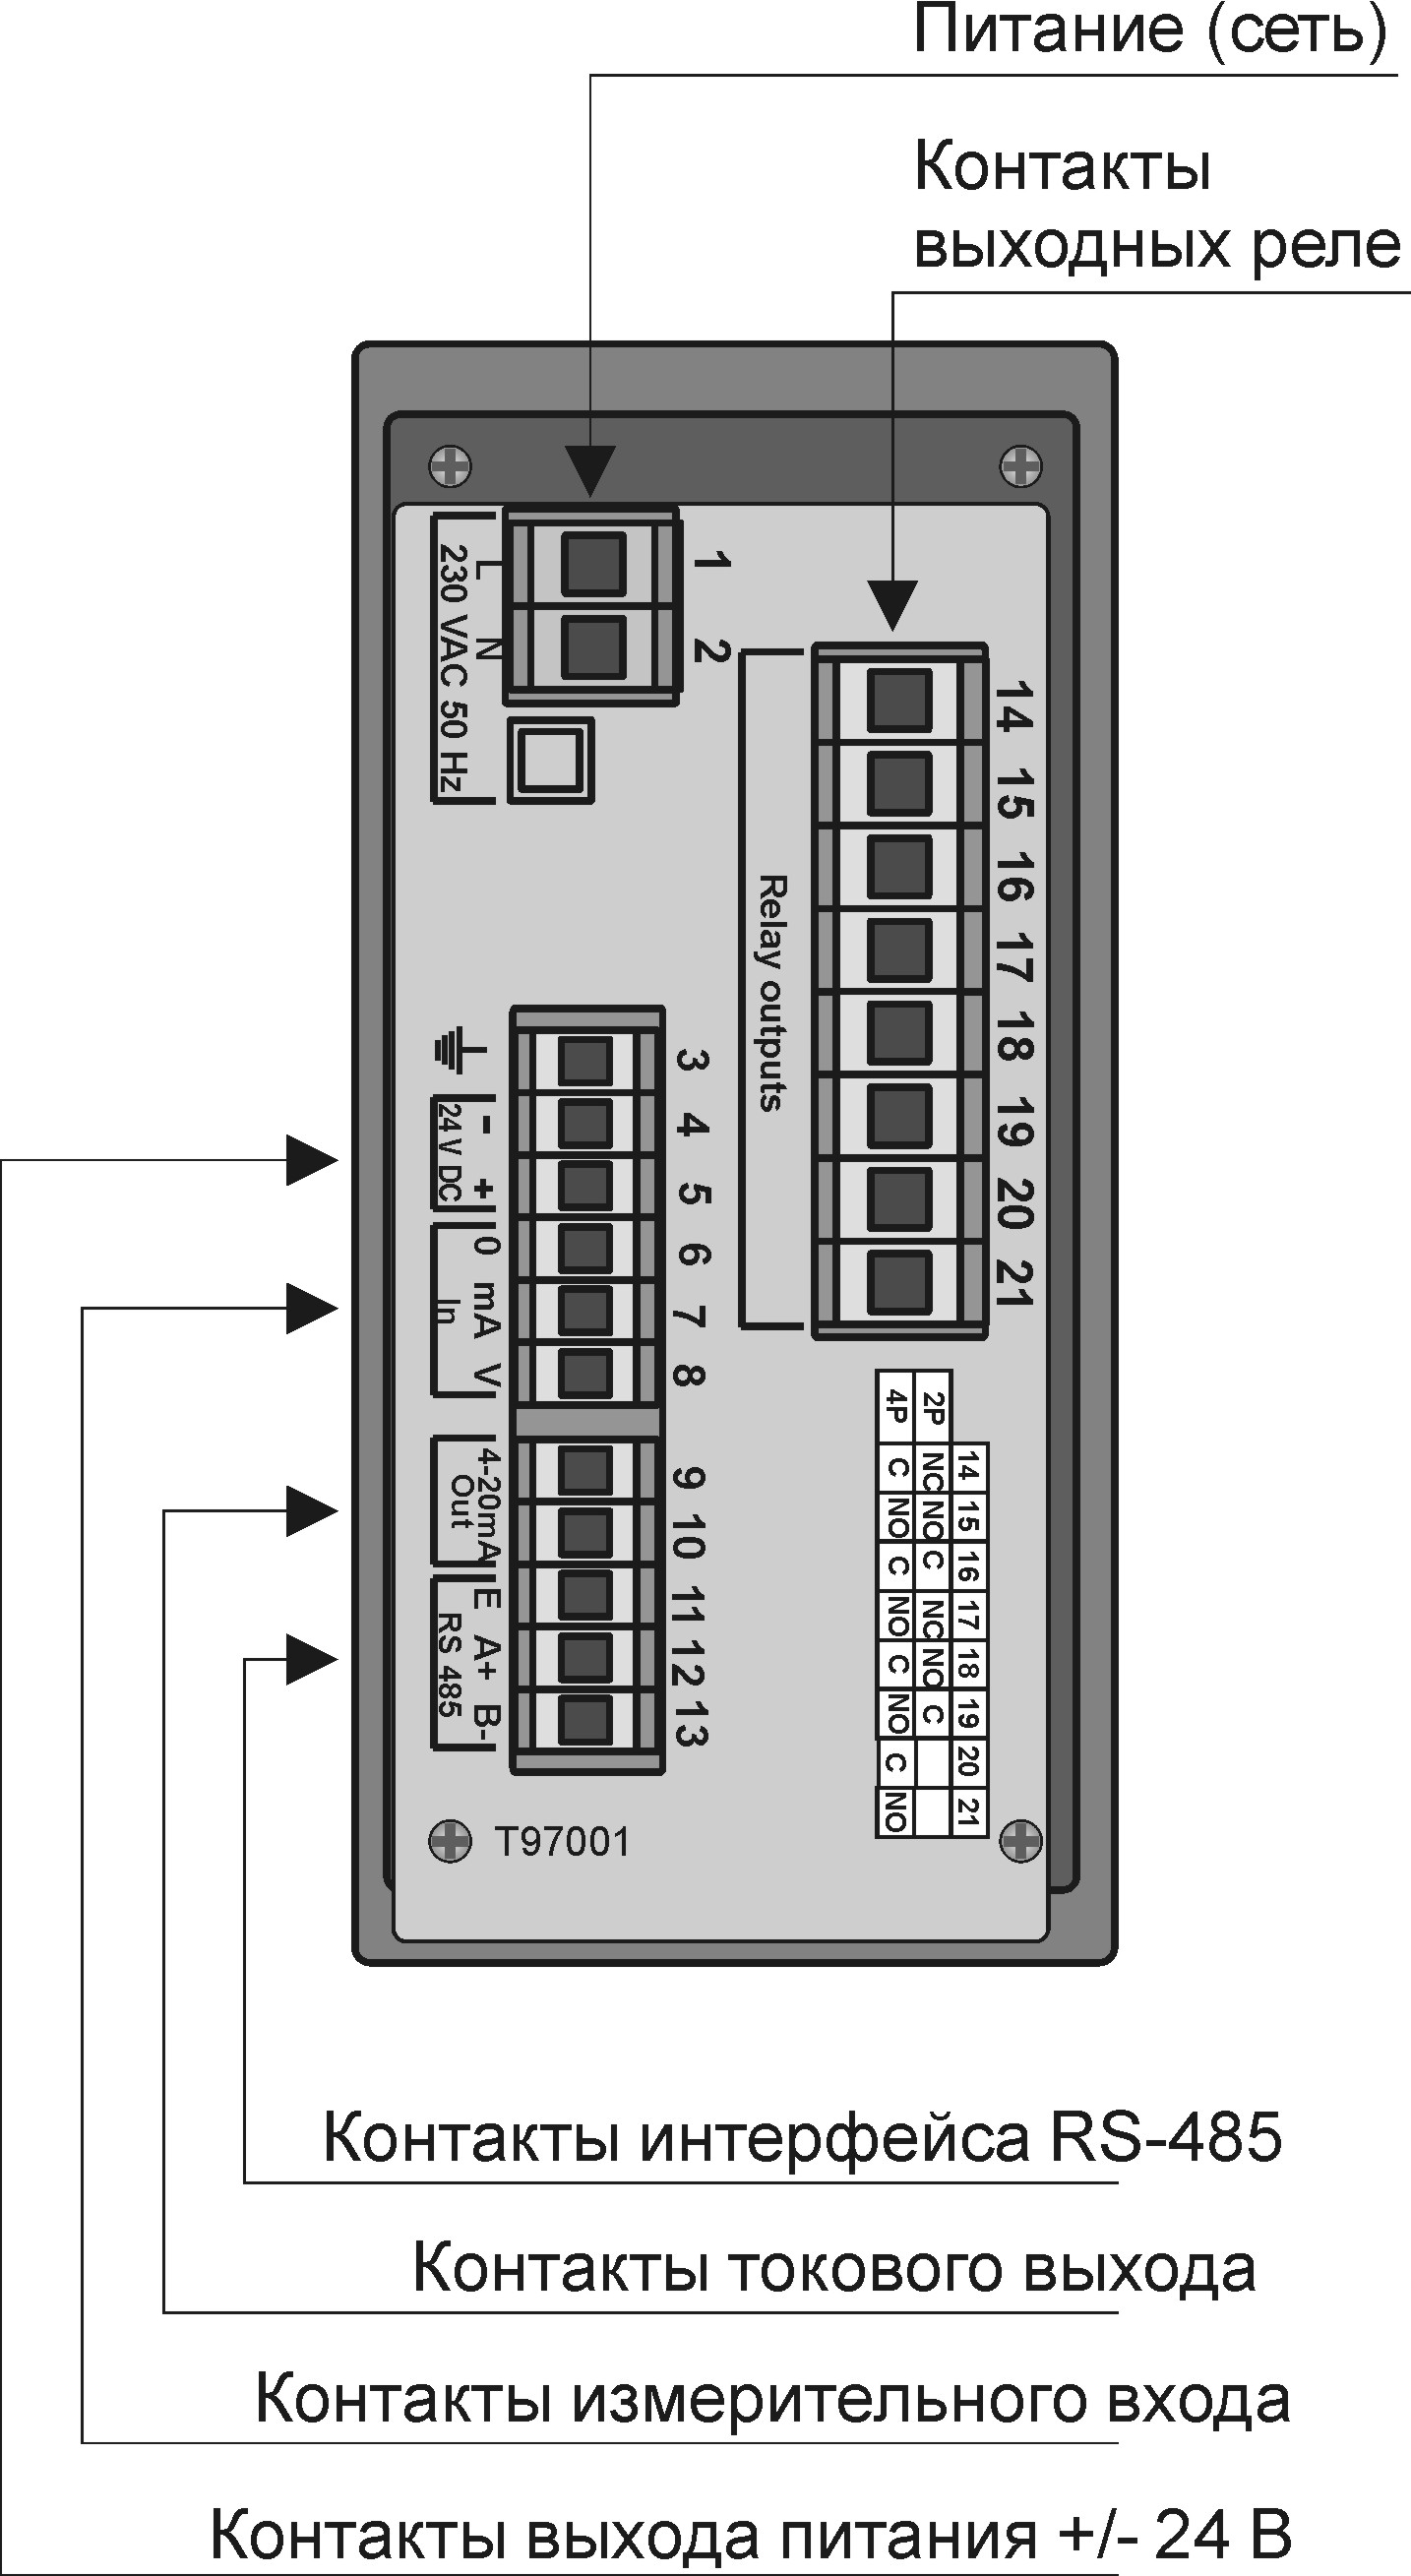 Питание (сеть)
Контакты
выходных реле
230 VAC 50 Hz
L
N
1
2
Relay outputs
14
15
16
17
18
19
20
21
3
4
5
6
7
8
- +
24 V DC
0 mA V
In
9
10
11
12
13
4-20mA
Out
E A+ B-
RS 485
14 15 16 17 18 19 20 21
2P NC NO C NC NO C
4P C NO C NO C NO C NO
T97001
Контакты интерфейса RS-485
Контакты токового выхода
Контакты измерительного входа
Контакты выхода питания +/- 24 В